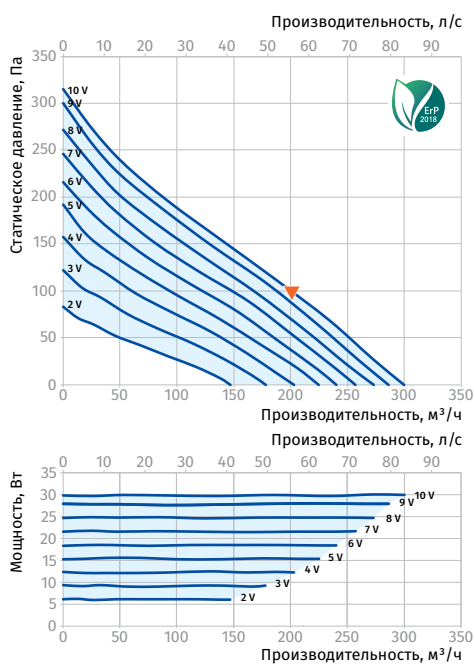 Производительность, л/с
0 10 20 30 40 50 60 70 80 90
Статическое давление, Па
350
300
250
200
150
100
50
0
10 V
9 V
8 V
7 V
6 V
5 V
4 V
3 V
2 V
ErP
2018
0 50 100 150 200 250 300 350
Производительность, м³/ч
Производительность, л/с
0 10 20 30 40 50 60 70 80 90
Мощность, Вт
35
30
25
20
15
10
5
0
10 V
9 V
8 V
7 V
6 V
5 V
4 V
3 V
2 V
0 50 100 150 200 250 300 350
Производительность, м³/ч